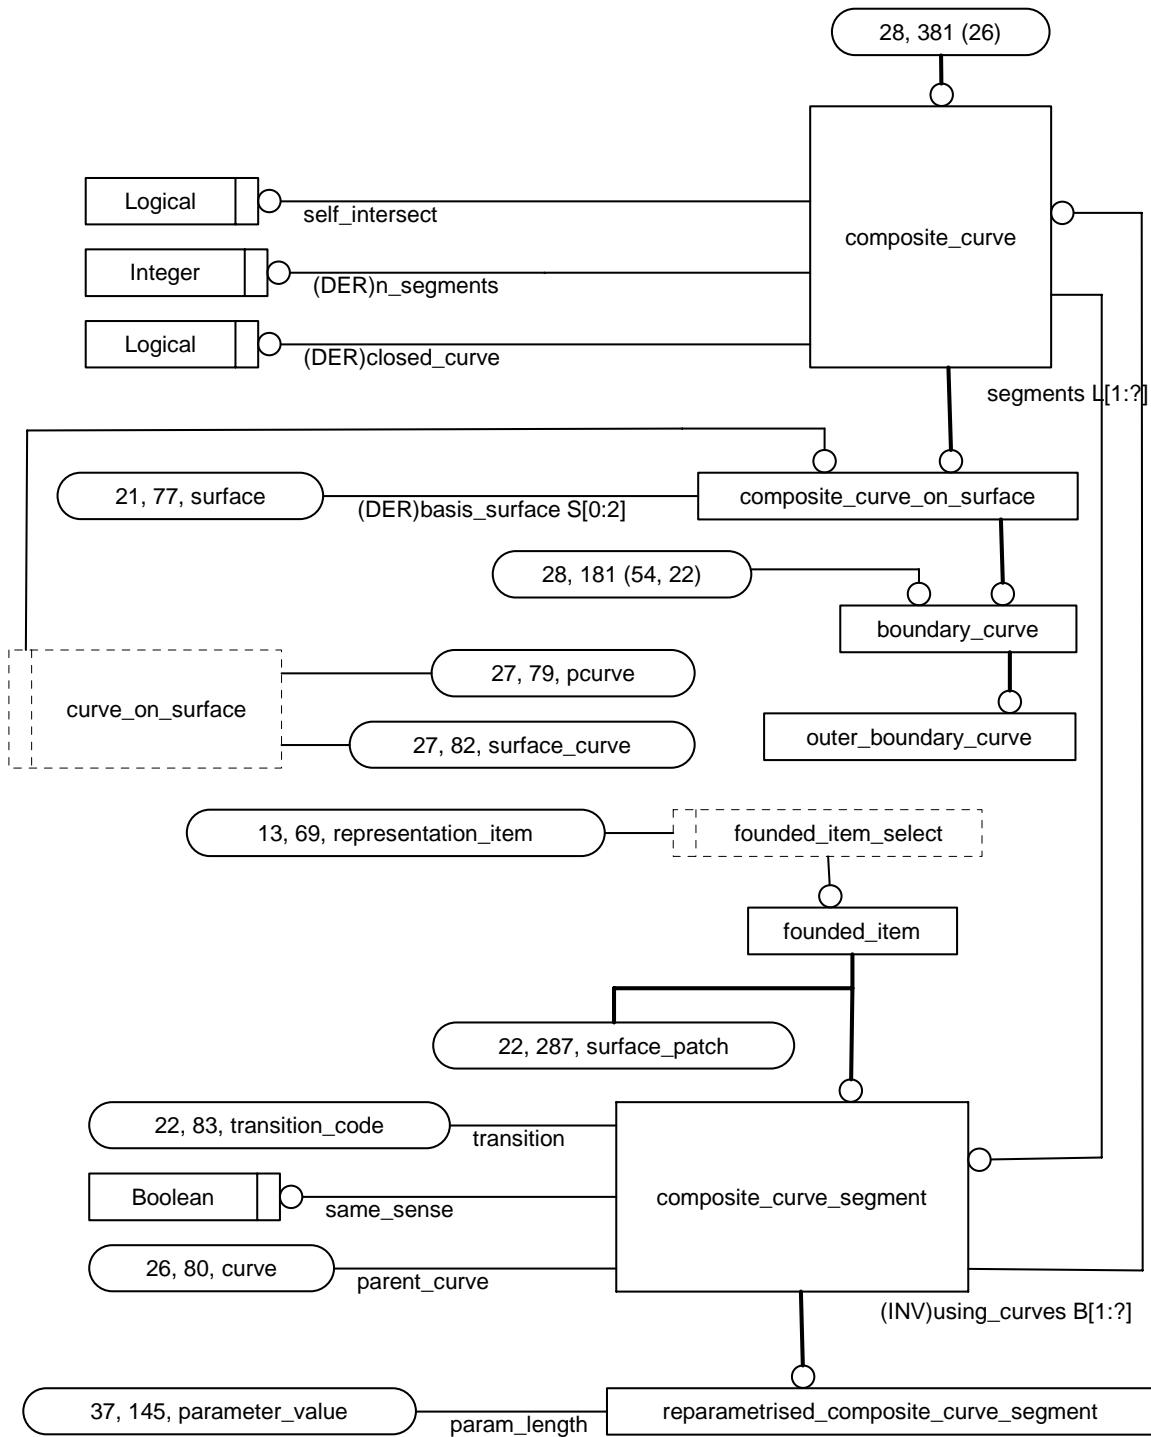 28, 381 (26)
Logical
self_intersect
composite_curve
Integer
(DER)n_segments
Logical
(DER)closed_curve
segments L[1:?]
21, 77, surface
(DER)basis_surface S[0:2]
composite_curve_on_surface
28, 181 (54, 22)
boundary_curve
27, 79, pcurve
curve_on_surface
27, 82, surface_curve
outer_boundary_curve
13, 69, representation_item
founded_item_select
founded_item
22, 287, surface_patch
22, 83, transition_code
transition
Boolean
same_sense
composite_curve_segment
26, 80, curve
parent_curve
(INV)using_curves B[1:?]
37, 145, parameter_value
param_length
reparametrised_composite_curve_segment